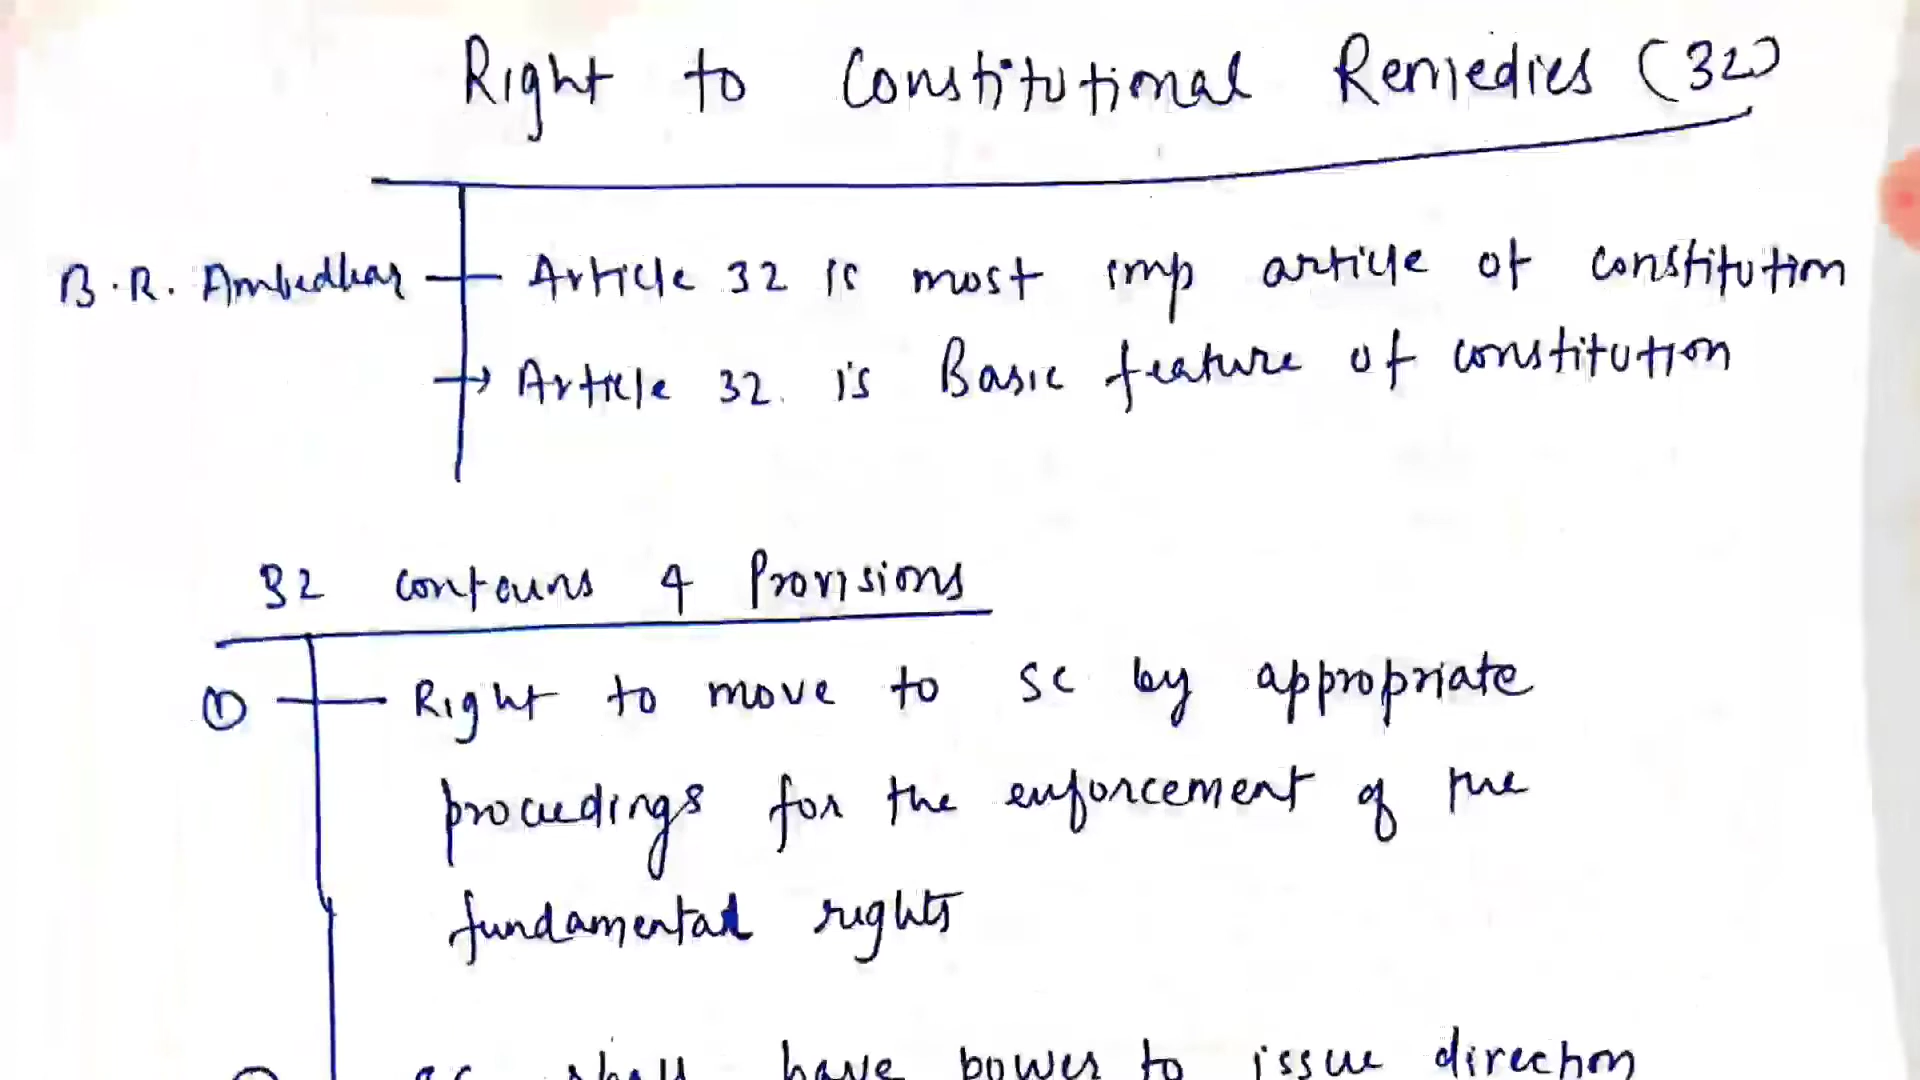 Right to Constitutional Remedies (32)
B.R. Ambedkar - Article 32 is most imp article of constitution
→ Article 32. is Basic feature of constitution
32 contains 4 Provisions
① - Right to move to SC by appropriate
proceedings for the enforcement of the
fundamental rights
SC shall have power to issue direction